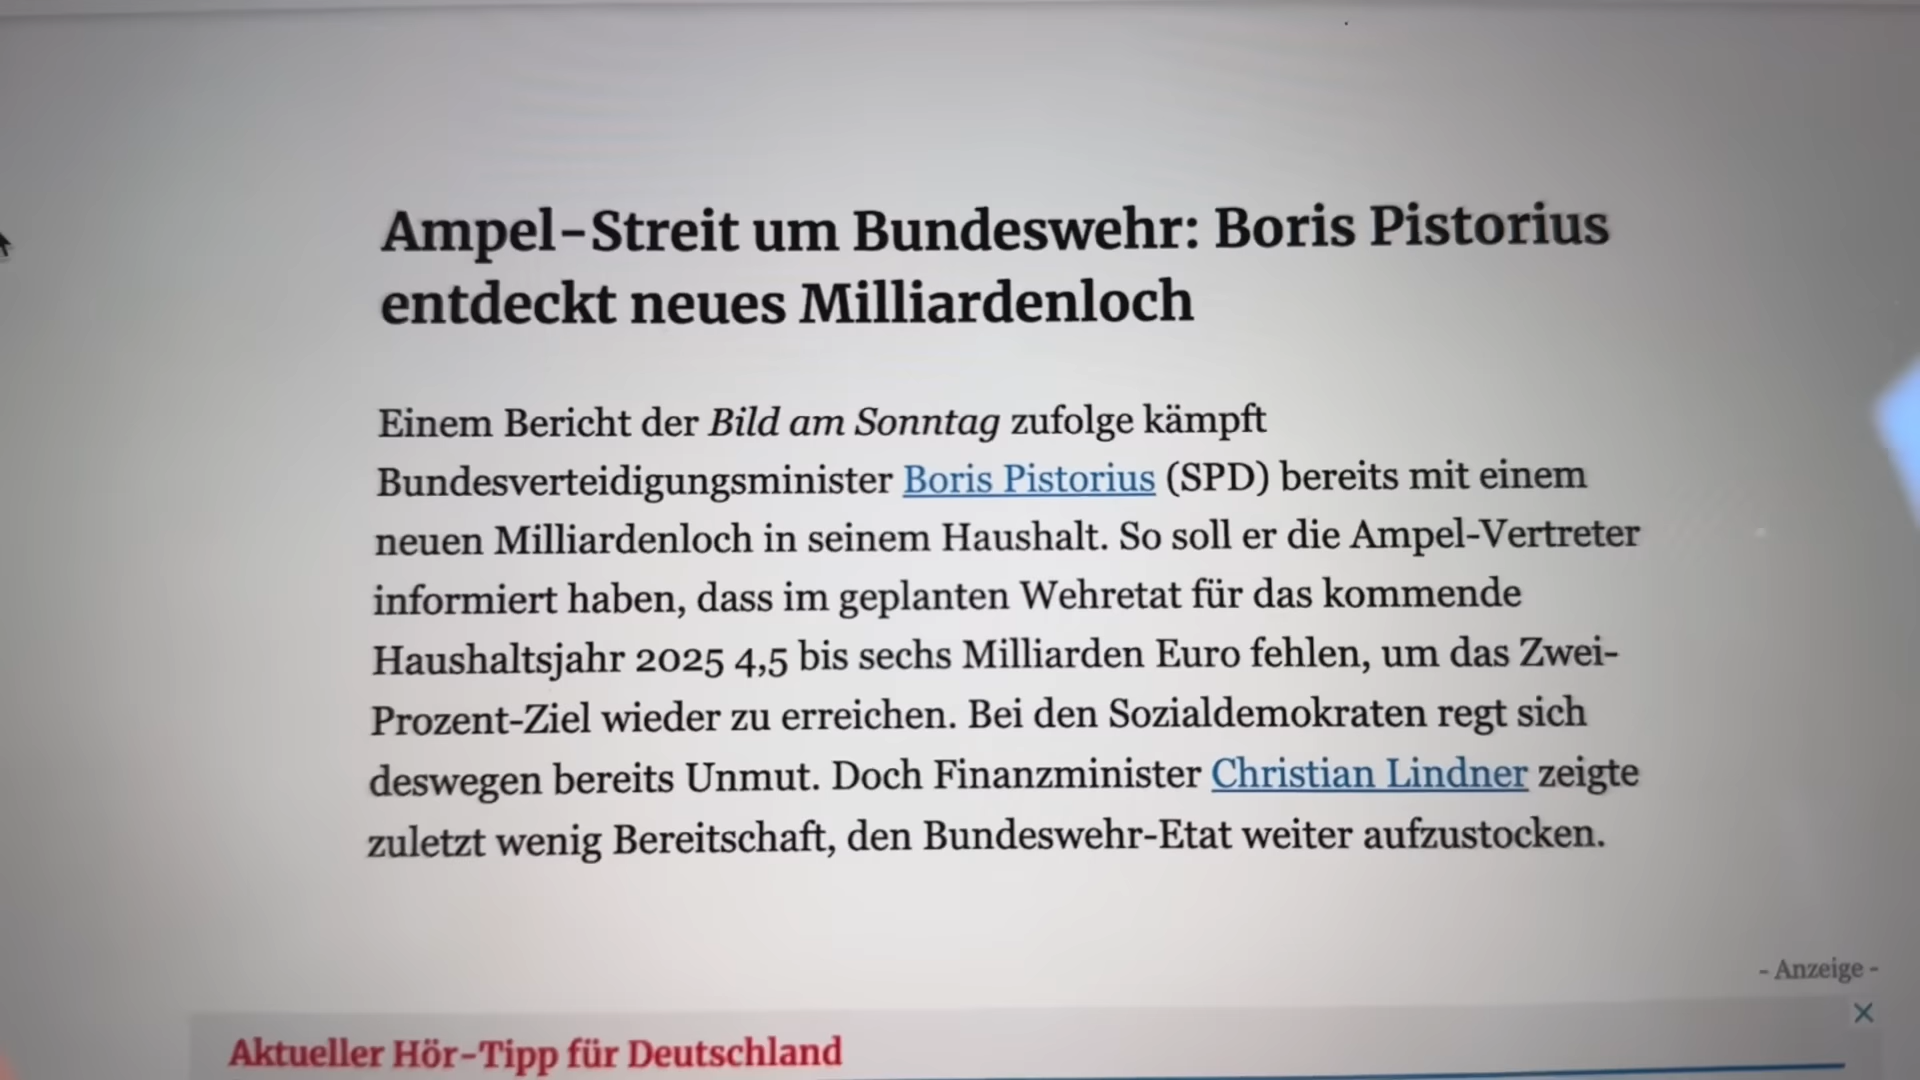 Ampel-Streit um Bundeswehr: Boris Pistorius
entdeckt neues Milliardenloch
Einem Bericht der Bild am Sonntag zufolge kämpft
Bundesverteidigungsminister Boris Pistorius (SPD) bereits mit einem
neuen Milliardenloch in seinem Haushalt. So soll er die Ampel-Vertreter
informiert haben, dass im geplanten Wehretat für das kommende
Haushaltsjahr 2025 4,5 bis sechs Milliarden Euro fehlen, um das Zwei-
Prozent-Ziel wieder zu erreichen. Bei den Sozialdemokraten regt sich
deswegen bereits Unmut. Doch Finanzminister Christian Lindner zeigte
zuletzt wenig Bereitschaft, den Bundeswehr-Etat weiter aufzustocken.
- Anzeige -
Aktueller Hör-Tipp für Deutschland